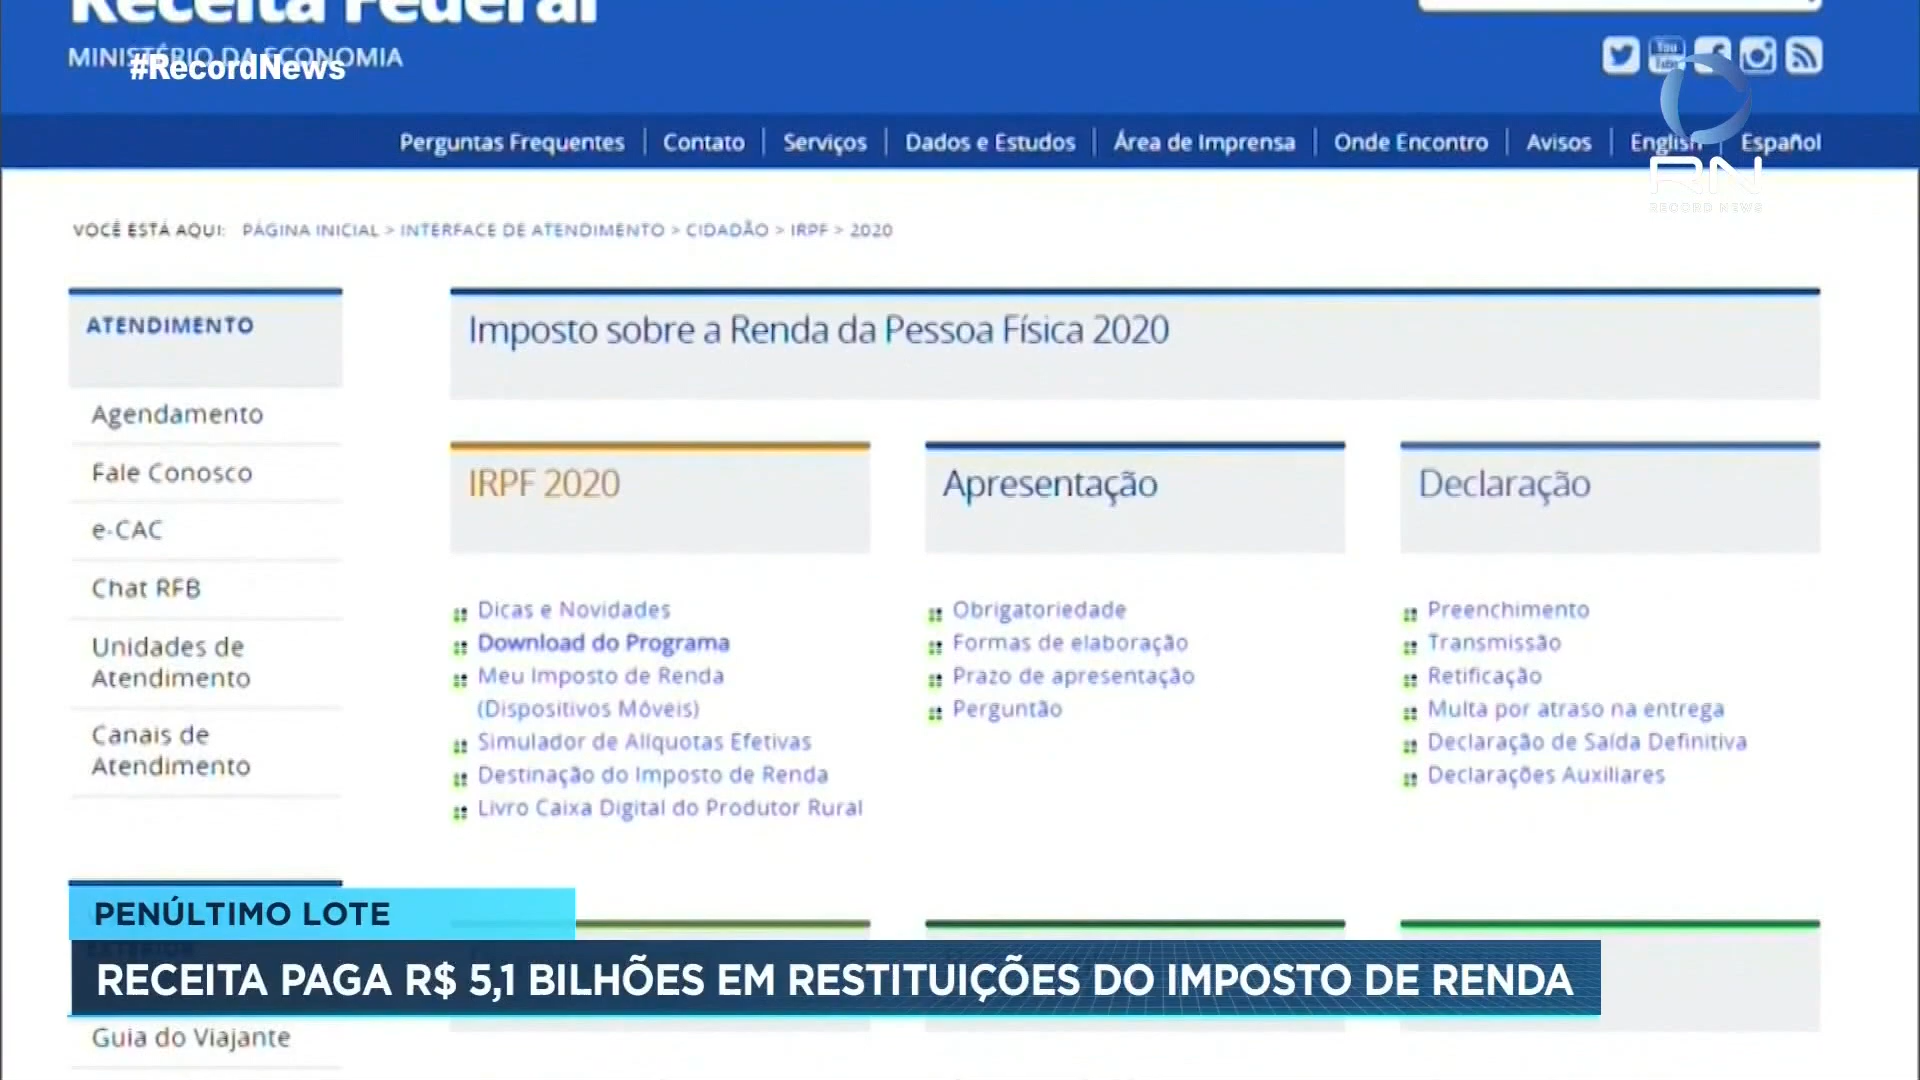 Receita Federal
MINISTÉRIO DA ECONOMIA
#RecordNews
You
Tube
Perguntas Frequentes
Contato
Serviços
Dados e Estudos
Área de Imprensa
Onde Encontro
Avisos
English
Español
RN
RECORD NEWS
VOCÊ ESTÁ AQUI: PÁGINA INICIAL > INTERFACE DE ATENDIMENTO > CIDADÃO > IRPF > 2020
ATENDIMENTO
Agendamento
Fale Conosco
e-CAC
Chat RFB
Unidades de
Atendimento
Canais de
Atendimento
Imposto sobre a Renda da Pessoa Física 2020
IRPF 2020
Dicas e Novidades
Download do Programa
Meu Imposto de Renda
(Dispositivos Móveis)
Simulador de Alíquotas Efetivas
Destinação do Imposto de Renda
Livro Caixa Digital do Produtor Rural
Apresentação
Obrigatoriedade
Formas de elaboração
Prazo de apresentação
Perguntão
Declaração
Preenchimento
Transmissão
Retificação
Multa por atraso na entrega
Declaração de Saída Definitiva
Declarações Auxiliares
PENÚLTIMO LOTE
RECEITA PAGA R$ 5,1 BILHÕES EM RESTITUIÇÕES DO IMPOSTO DE RENDA
Guia do Viajante